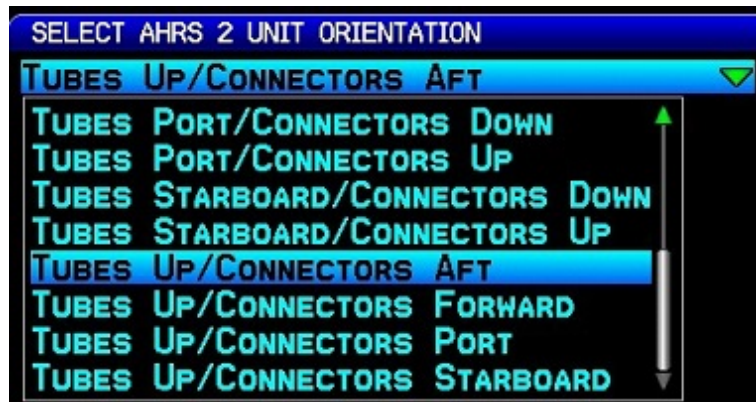 SELECT AHRS 2 UNIT ORIENTATION
TUBES UP/CONNECTORS AFT
TUBES PORT/CONNECTORS DOWN
TUBES PORT/CONNECTORS UP
TUBES STARBOARD/CONNECTORS DOWN
TUBES STARBOARD/CONNECTORS UP
TUBES UP/CONNECTORS AFT
TUBES UP/CONNECTORS FORWARD
TUBES UP/CONNECTORS PORT
TUBES UP/CONNECTORS STARBOARD